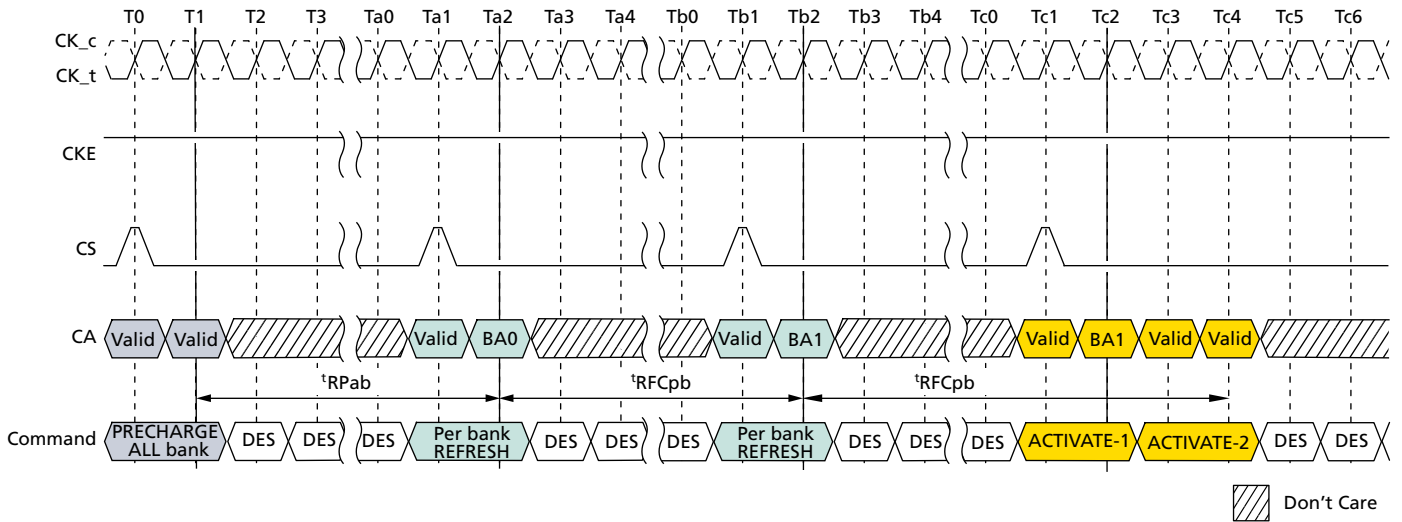 T0 T1 T2 T3 Ta0 Ta1 Ta2 Ta3 Ta4 Tb0 Tb1 Tb2 Tb3 Tb4 Tc0 Tc1 Tc2 Tc3 Tc4 Tc5 Tc6
CK_c
CK_t
CKE
CS
CA Valid Valid Valid BA0 Valid BA1 Valid BA1 Valid Valid
tRPab tRFCpb tRFCpb
Command PRECHARGE ALL bank DES DES DES Per bank REFRESH DES DES DES Per bank REFRESH DES DES DES ACTIVATE-1 ACTIVATE-2 DES DES
Don't Care